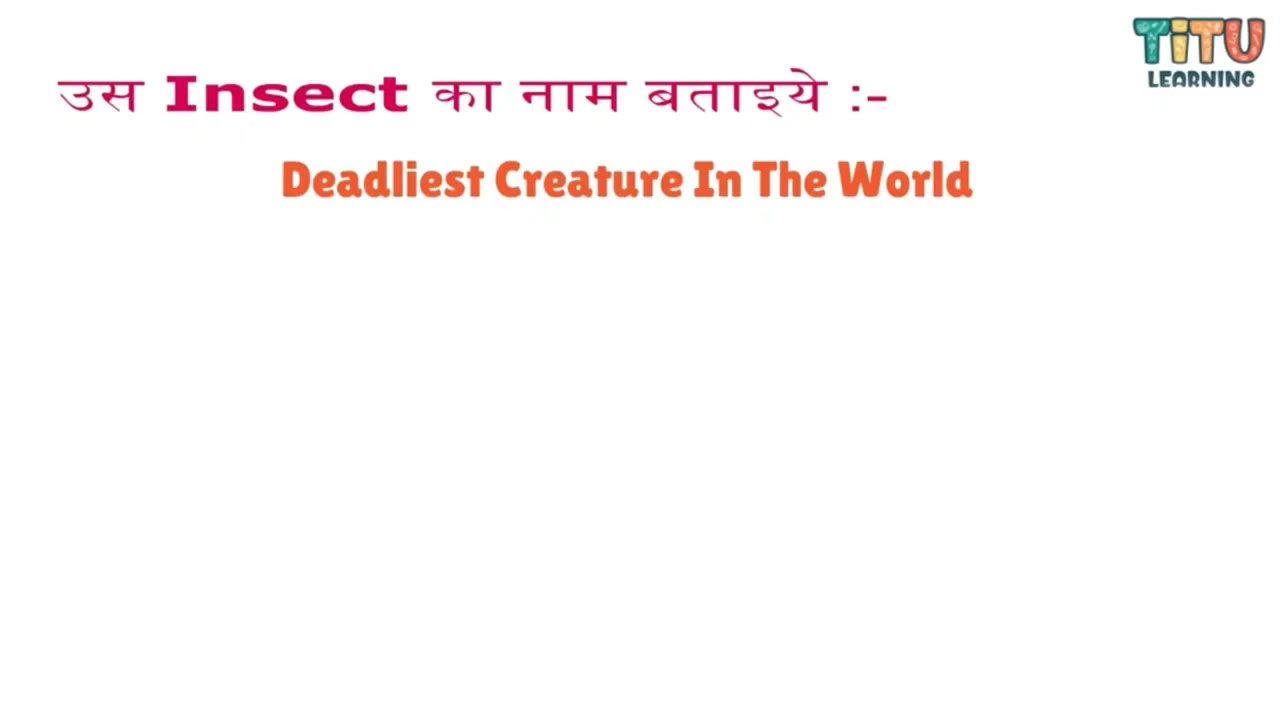 TiTU
LEARNING
उस Insect का नाम बताइये :-
Deadliest Creature In The World